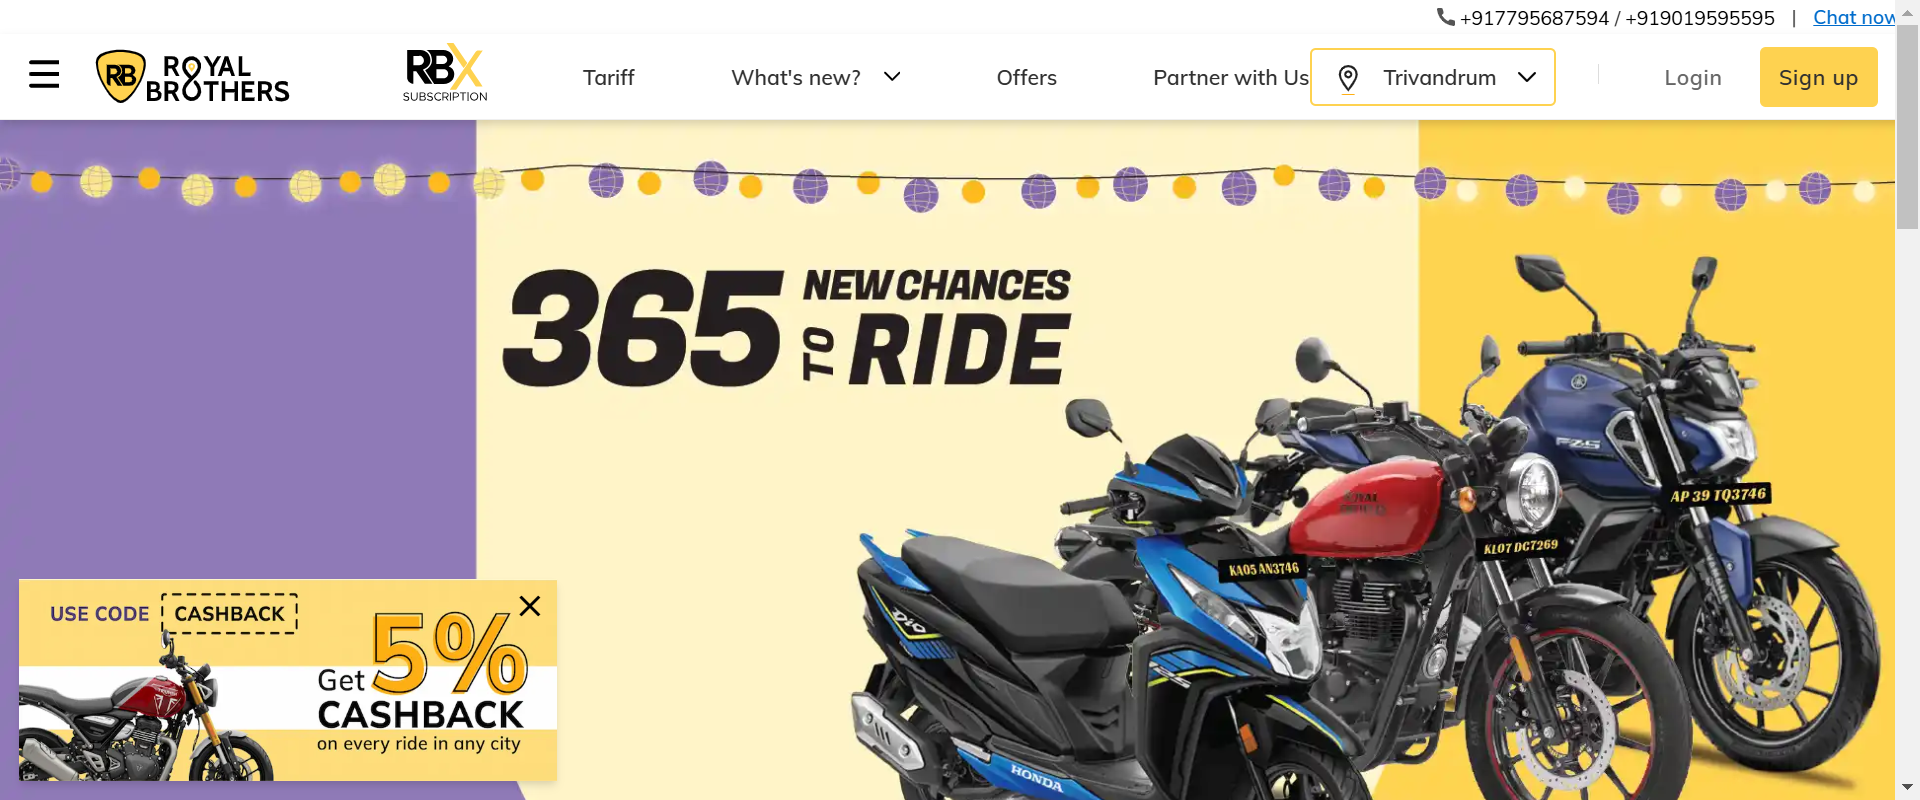 +917795687594 / +919019595595 | Chat now
RB ROYAL BROTHERS
RBX SUBSCRIPTION
Tariff
What's new?
Offers
Partner with Us
Trivandrum
Login
Sign up
365 NEW CHANCES
TO RIDE
FZ-S
AP 39 TQ3746
KL07 DC7269
KA05 AN3746
DIO
HONDA
USE CODE CASHBACK
Get 5%
CASHBACK
on every ride in any city